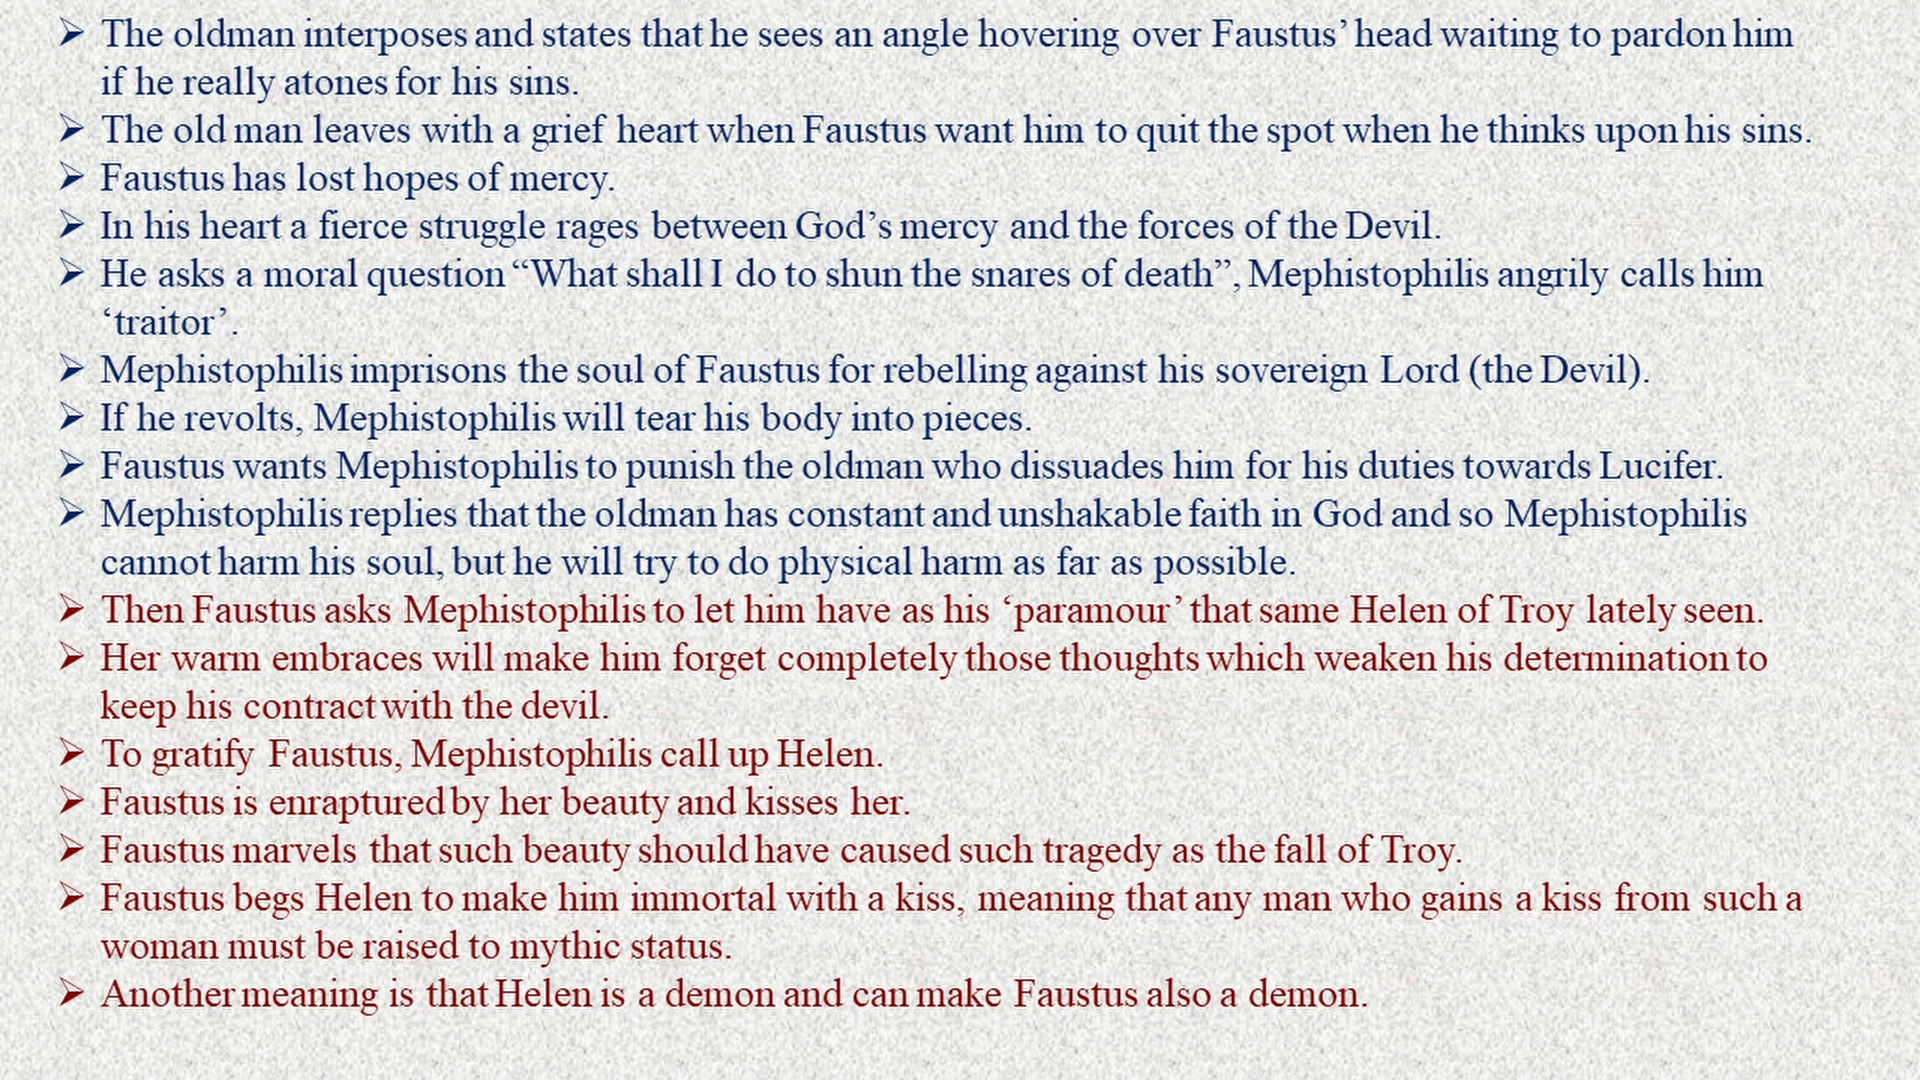 ➢ The oldman interposes and states that he sees an angle hovering over Faustus’ head waiting to pardon him
if he really atones for his sins.
➢ The old man leaves with a grief heart when Faustus want him to quit the spot when he thinks upon his sins.
➢ Faustus has lost hopes of mercy.
➢ In his heart a fierce struggle rages between God’s mercy and the forces of the Devil.
➢ He asks a moral question “What shall I do to shun the snares of death”, Mephistophilis angrily calls him
‘traitor’.
➢ Mephistophilis imprisons the soul of Faustus for rebelling against his sovereign Lord (the Devil).
➢ If he revolts, Mephistophilis will tear his body into pieces.
➢ Faustus wants Mephistophilis to punish the oldman who dissuades him for his duties towards Lucifer.
➢ Mephistophilis replies that the oldman has constant and unshakable faith in God and so Mephistophilis
cannot harm his soul, but he will try to do physical harm as far as possible.
➢ Then Faustus asks Mephistophilis to let him have as his ‘paramour’ that same Helen of Troy lately seen.
➢ Her warm embraces will make him forget completely those thoughts which weaken his determination to
keep his contract with the devil.
➢ To gratify Faustus, Mephistophilis call up Helen.
➢ Faustus is enraptured by her beauty and kisses her.
➢ Faustus marvels that such beauty should have caused such tragedy as the fall of Troy.
➢ Faustus begs Helen to make him immortal with a kiss, meaning that any man who gains a kiss from such a
woman must be raised to mythic status.
➢ Another meaning is that Helen is a demon and can make Faustus also a demon.